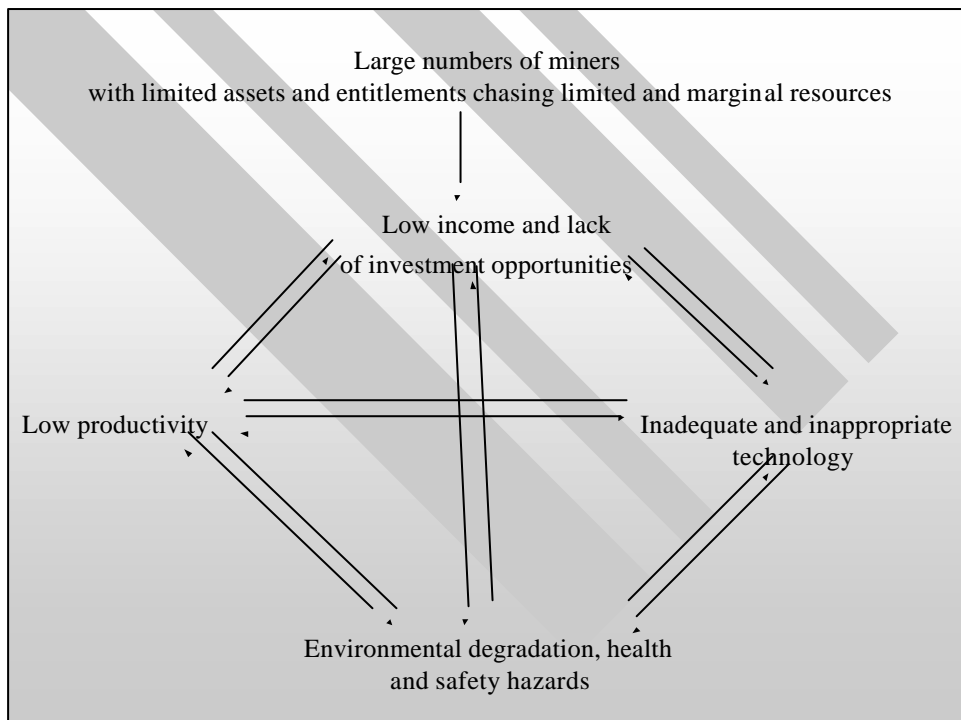 Large numbers of miners
with limited assets and entitlements chasing limited and marginal resources
Low income and lack
of investment opportunities
Low productivity
Inadequate and inappropriate
technology
Environmental degradation, health
and safety hazards